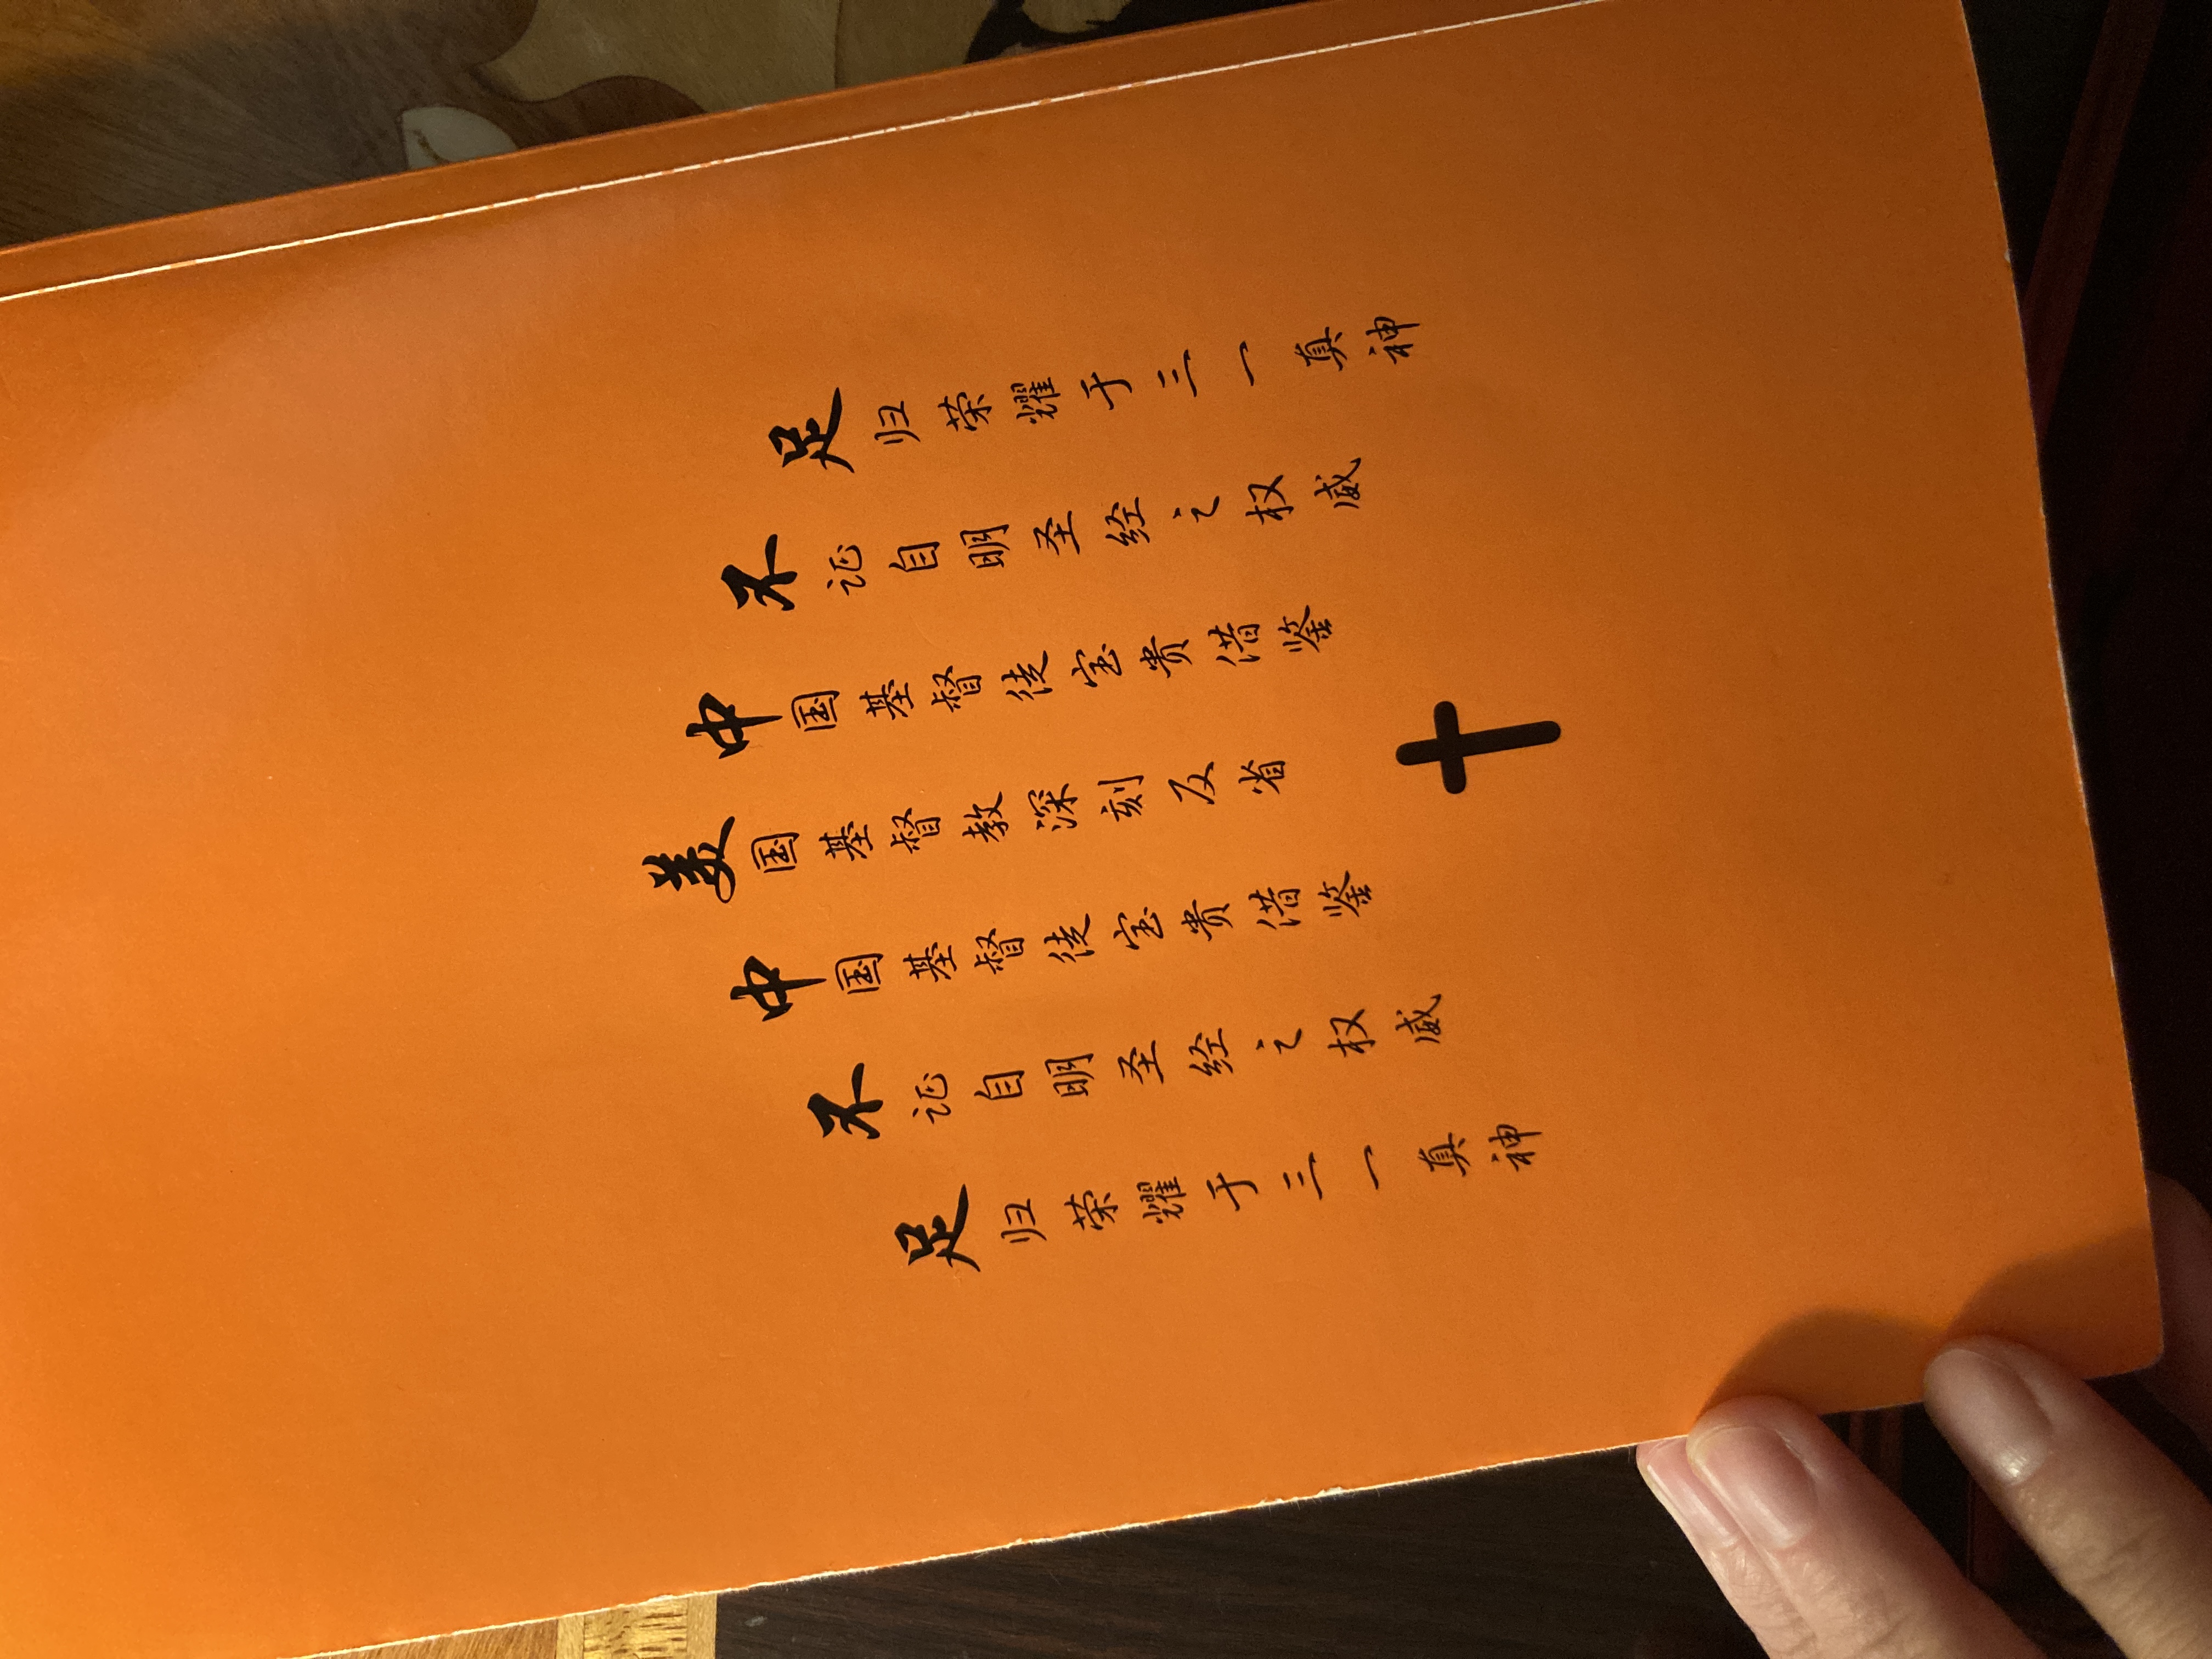 足归荣耀于三一真神
不证自明圣经之权威
中国基督徒宝贵借鉴
美国基督教深刻反省
中国基督徒宝贵借鉴
不证自明圣经之权威
足归荣耀于三一真神